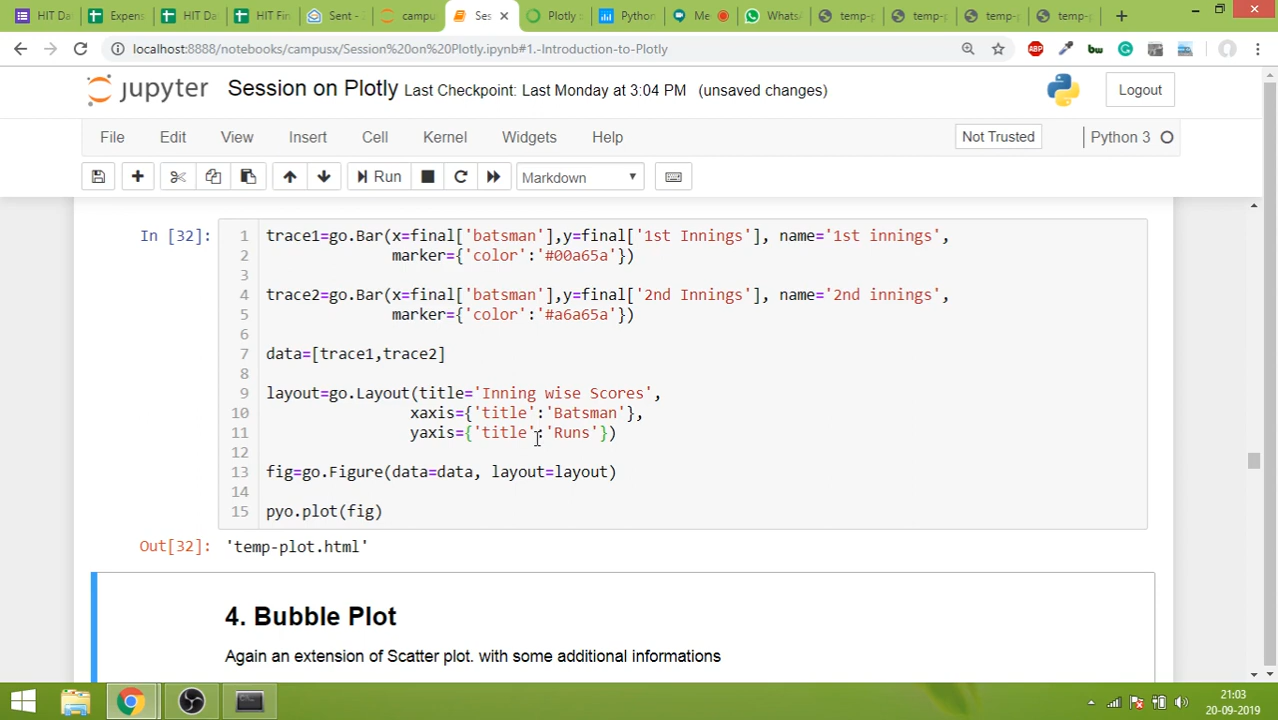 HIT Da
Expens
HIT Da
HIT Fin
Sent -
campu
Ses
Plotly
Python
Me
Whats
temp-p
temp-p
temp-p
temp-p
localhost:8888/notebooks/campusx/Session%20on%20Plotly.ipynb#1.-Introduction-to-Plotly
ABP
bw
jupyter Session on Plotly Last Checkpoint: Last Monday at 3:04 PM (unsaved changes)
Logout
File Edit View Insert Cell Kernel Widgets Help
Not Trusted
Python 3
Run
Markdown
In [32]:
1 trace1=go.Bar(x=final['batsman'],y=final['1st Innings'], name='1st innings',
2 marker={'color':'#00a65a'})
3
4 trace2=go.Bar(x=final['batsman'],y=final['2nd Innings'], name='2nd innings',
5 marker={'color':'#a6a65a'})
6
7 data=[trace1,trace2]
8
9 layout=go.Layout(title='Inning wise Scores',
10 xaxis={'title':'Batsman'},
11 yaxis={'title':'Runs'})
12
13 fig=go.Figure(data=data, layout=layout)
14
15 pyo.plot(fig)
Out[32]: 'temp-plot.html'
4. Bubble Plot
Again an extension of Scatter plot. with some additional informations
21:03
20-09-2019